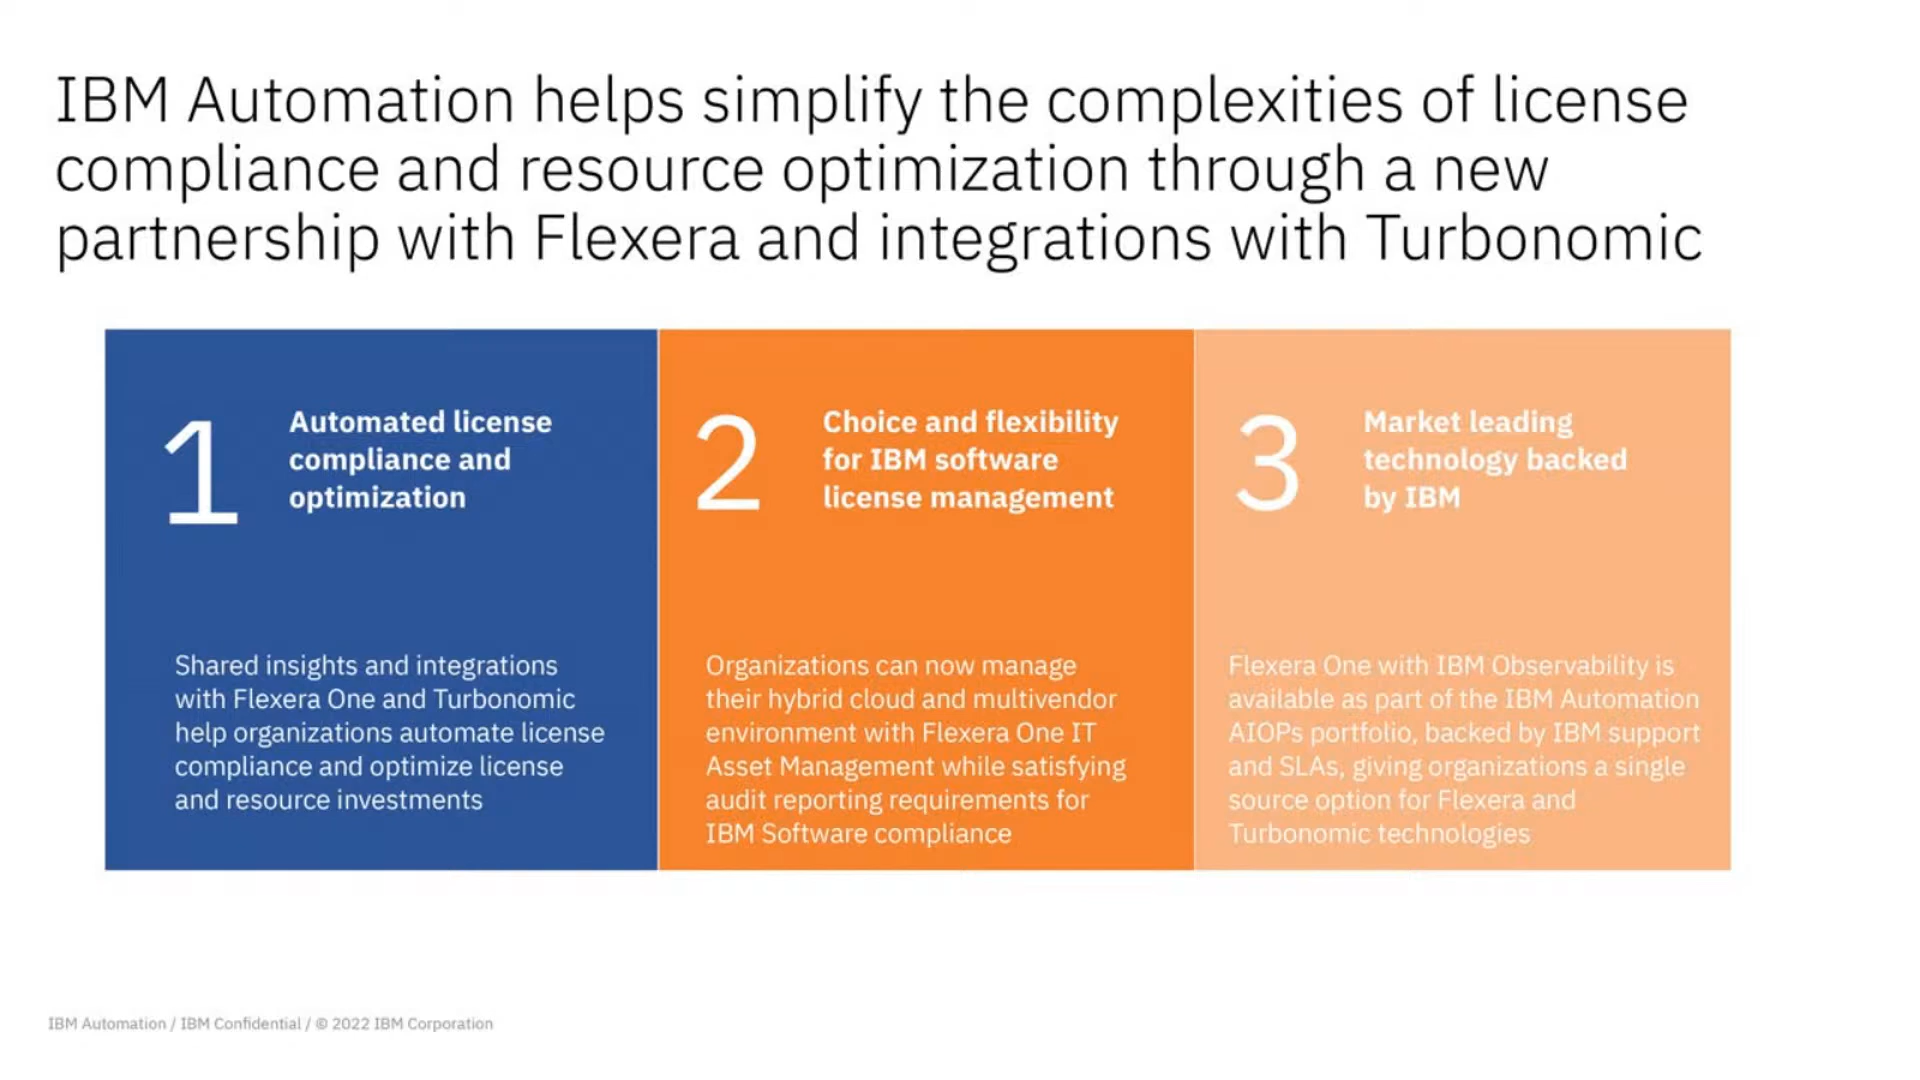 IBM Automation helps simplify the complexities of license
compliance and resource optimization through a new
partnership with Flexera and integrations with Turbonomic
1
Automated license
compliance and
optimization
Shared insights and integrations
with Flexera One and Turbonomic
help organizations automate license
compliance and optimize license
and resource investments
2
Choice and flexibility
for IBM software
license management
Organizations can now manage
their hybrid cloud and multivendor
environment with Flexera One IT
Asset Management while satisfying
audit reporting requirements for
IBM Software compliance
3
Market leading
technology backed
by IBM
Flexera One with IBM Observability is
available as part of the IBM Automation
AIOPs portfolio, backed by IBM support
and SLAs, giving organizations a single
source option for Flexera and
Turbonomic technologies
IBM Automation / IBM Confidential / © 2022 IBM Corporation